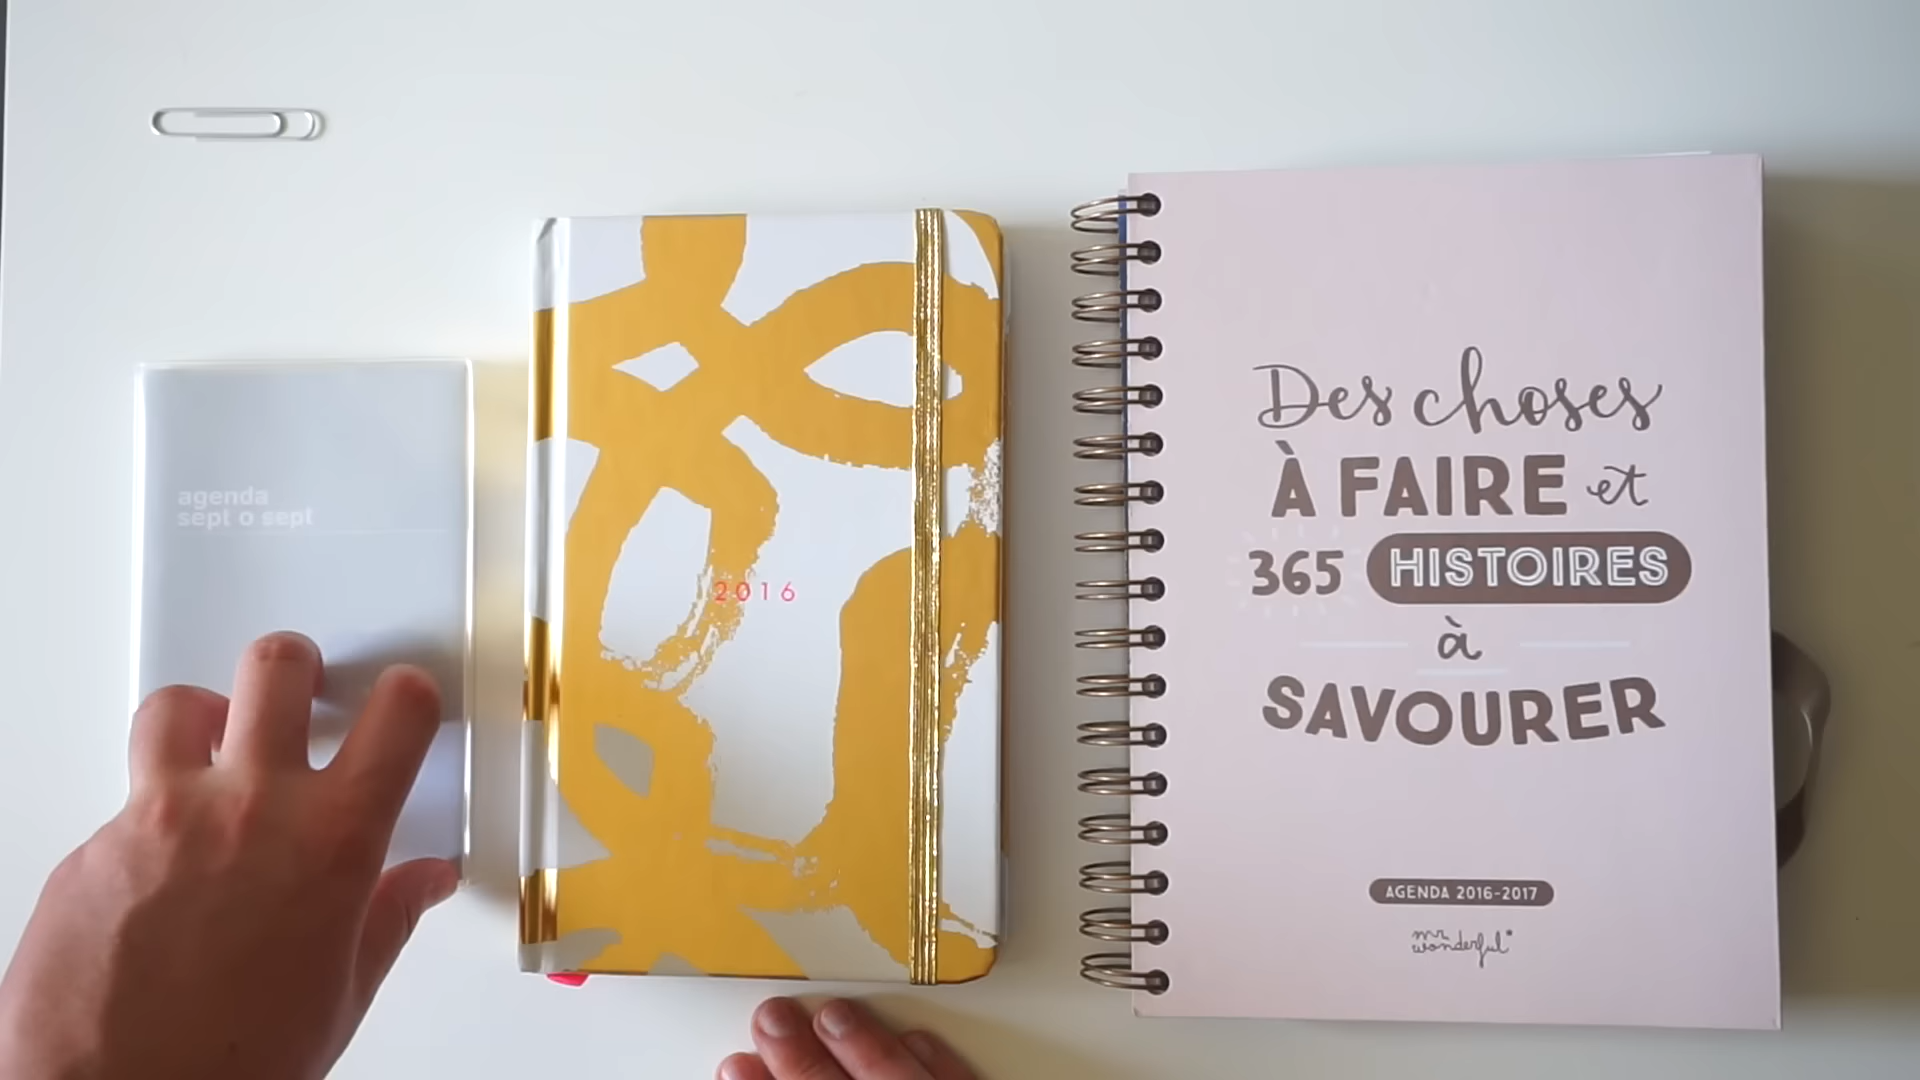 agenda
sept o sept
2016
Des choses
À FAIRE et
365 HISTOIRES
à
SAVOURER
AGENDA 2016-2017
mr
wonderful*